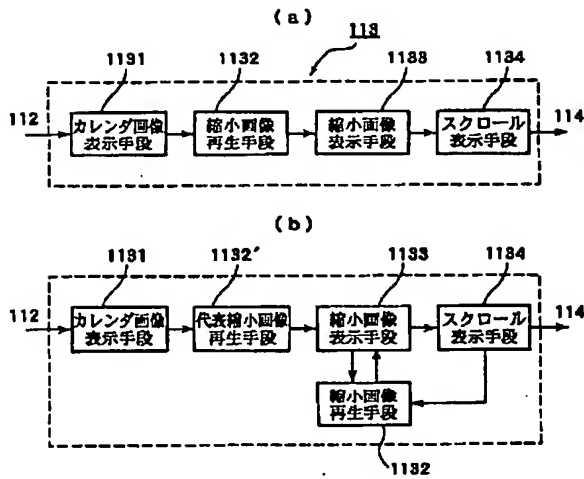 (a)
113
1131 1132 1133 1134
112 114
カレンダ画像 縮小画像 縮小画像 スクロール
表示手段 再生手段 表示手段 表示手段
(b)
1131 1132′ 1133 1134
112 114
カレンダ画像 代表縮小画像 縮小画像 スクロール
表示手段 再生手段 表示手段 表示手段
縮小画像
再生手段
1132